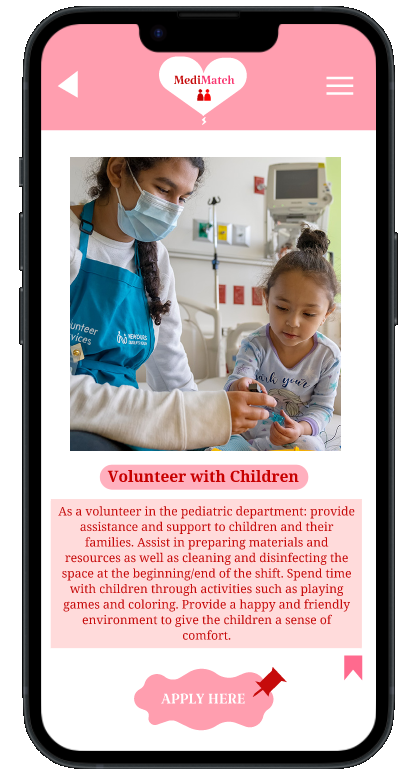 MediMatch
unteer
vices
NEMOURS
Volunteer with Children
As a volunteer in the pediatric department: provide
assistance and support to children and their
families. Assist in preparing materials and
resources as well as cleaning and disinfecting the
space at the beginning/end of the shift. Spend time
with children through activities such as playing
games and coloring. Provide a happy and friendly
environment to give the children a sense of
comfort.
APPLY HERE